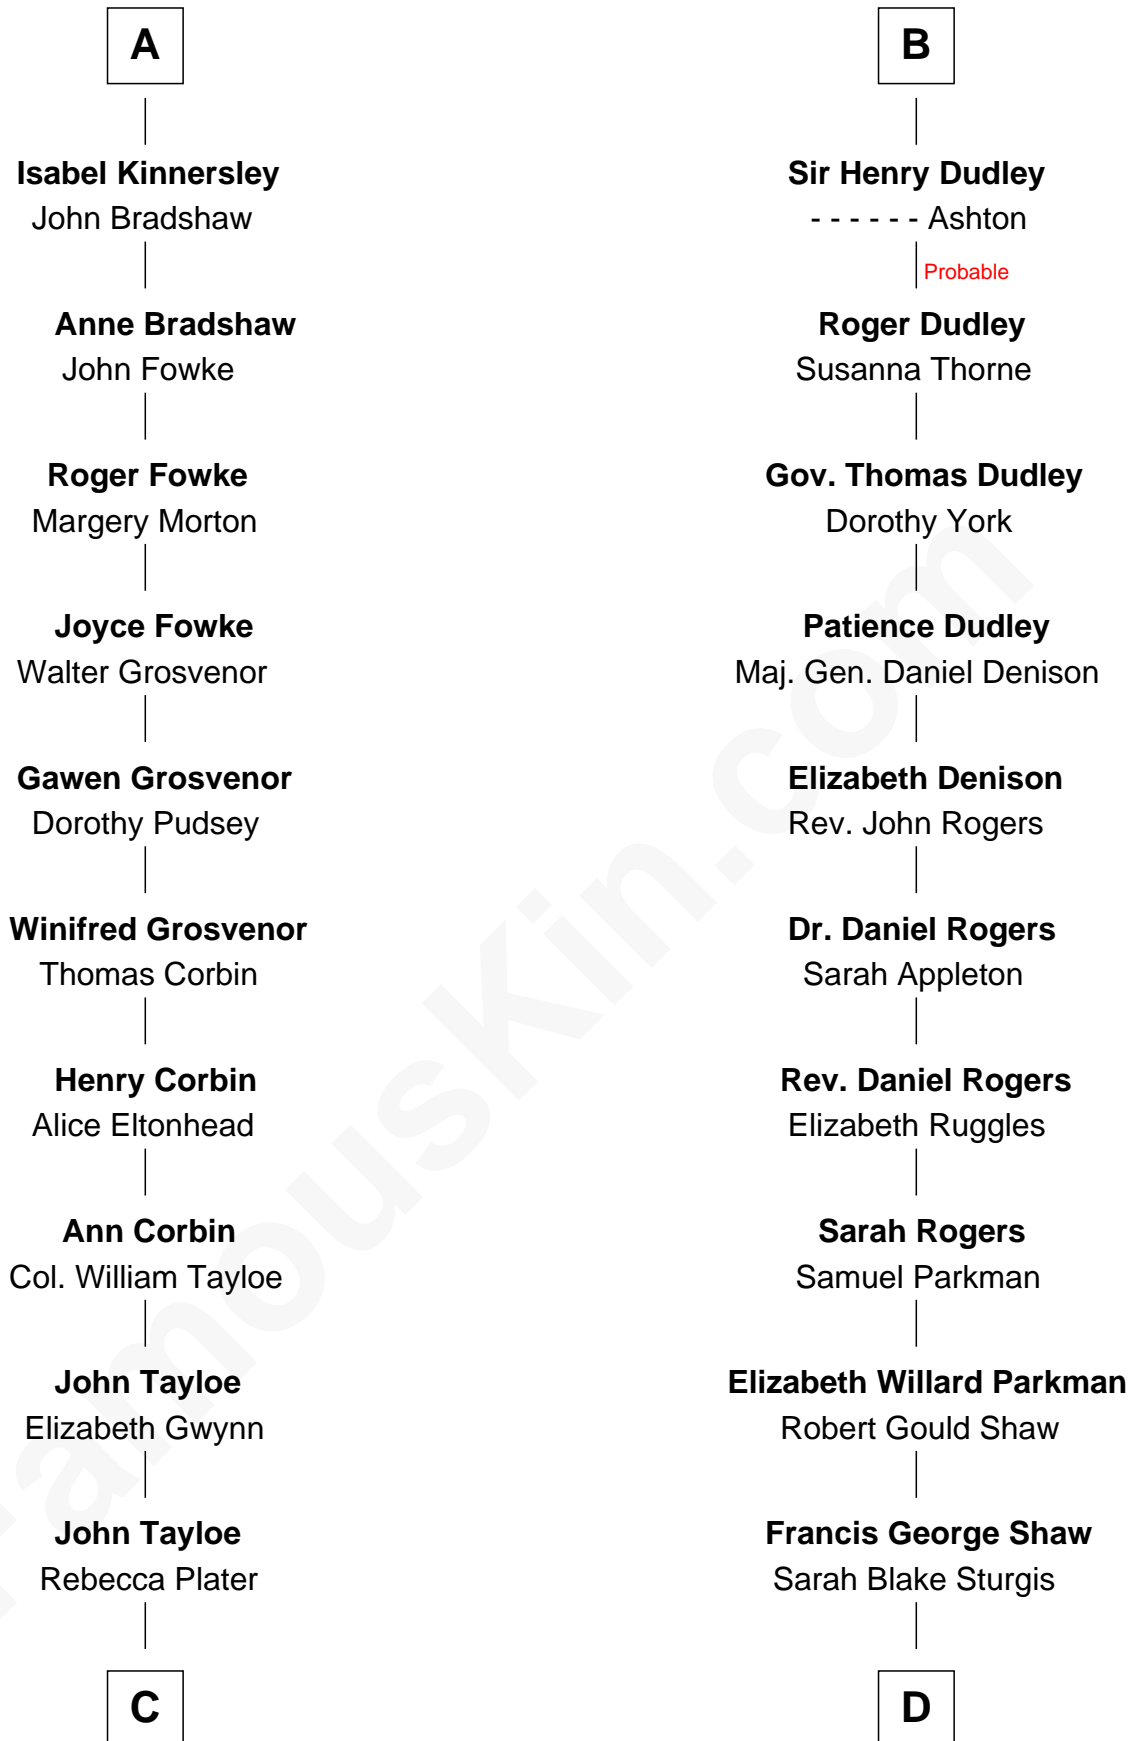 A
Isabel Kinnersley
John Bradshaw
Anne Bradshaw
John Fowke
Roger Fowke
Margery Morton
Joyce Fowke
Walter Grosvenor
Gawen Grosvenor
Dorothy Pudsey
Winifred Grosvenor
Thomas Corbin
Henry Corbin
Alice Eltonhead
Ann Corbin
Col. William Tayloe
John Tayloe
Elizabeth Gwynn
John Tayloe
Rebecca Plater
C
B
Sir Henry Dudley
- - - - - - Ashton
Probable
Roger Dudley
Susanna Thorne
Gov. Thomas Dudley
Dorothy York
Patience Dudley
Maj. Gen. Daniel Denison
Elizabeth Denison
Rev. John Rogers
Dr. Daniel Rogers
Sarah Appleton
Rev. Daniel Rogers
Elizabeth Ruggles
Sarah Rogers
Samuel Parkman
Elizabeth Willard Parkman
Robert Gould Shaw
Francis George Shaw
Sarah Blake Sturgis
D
FamousKin.com